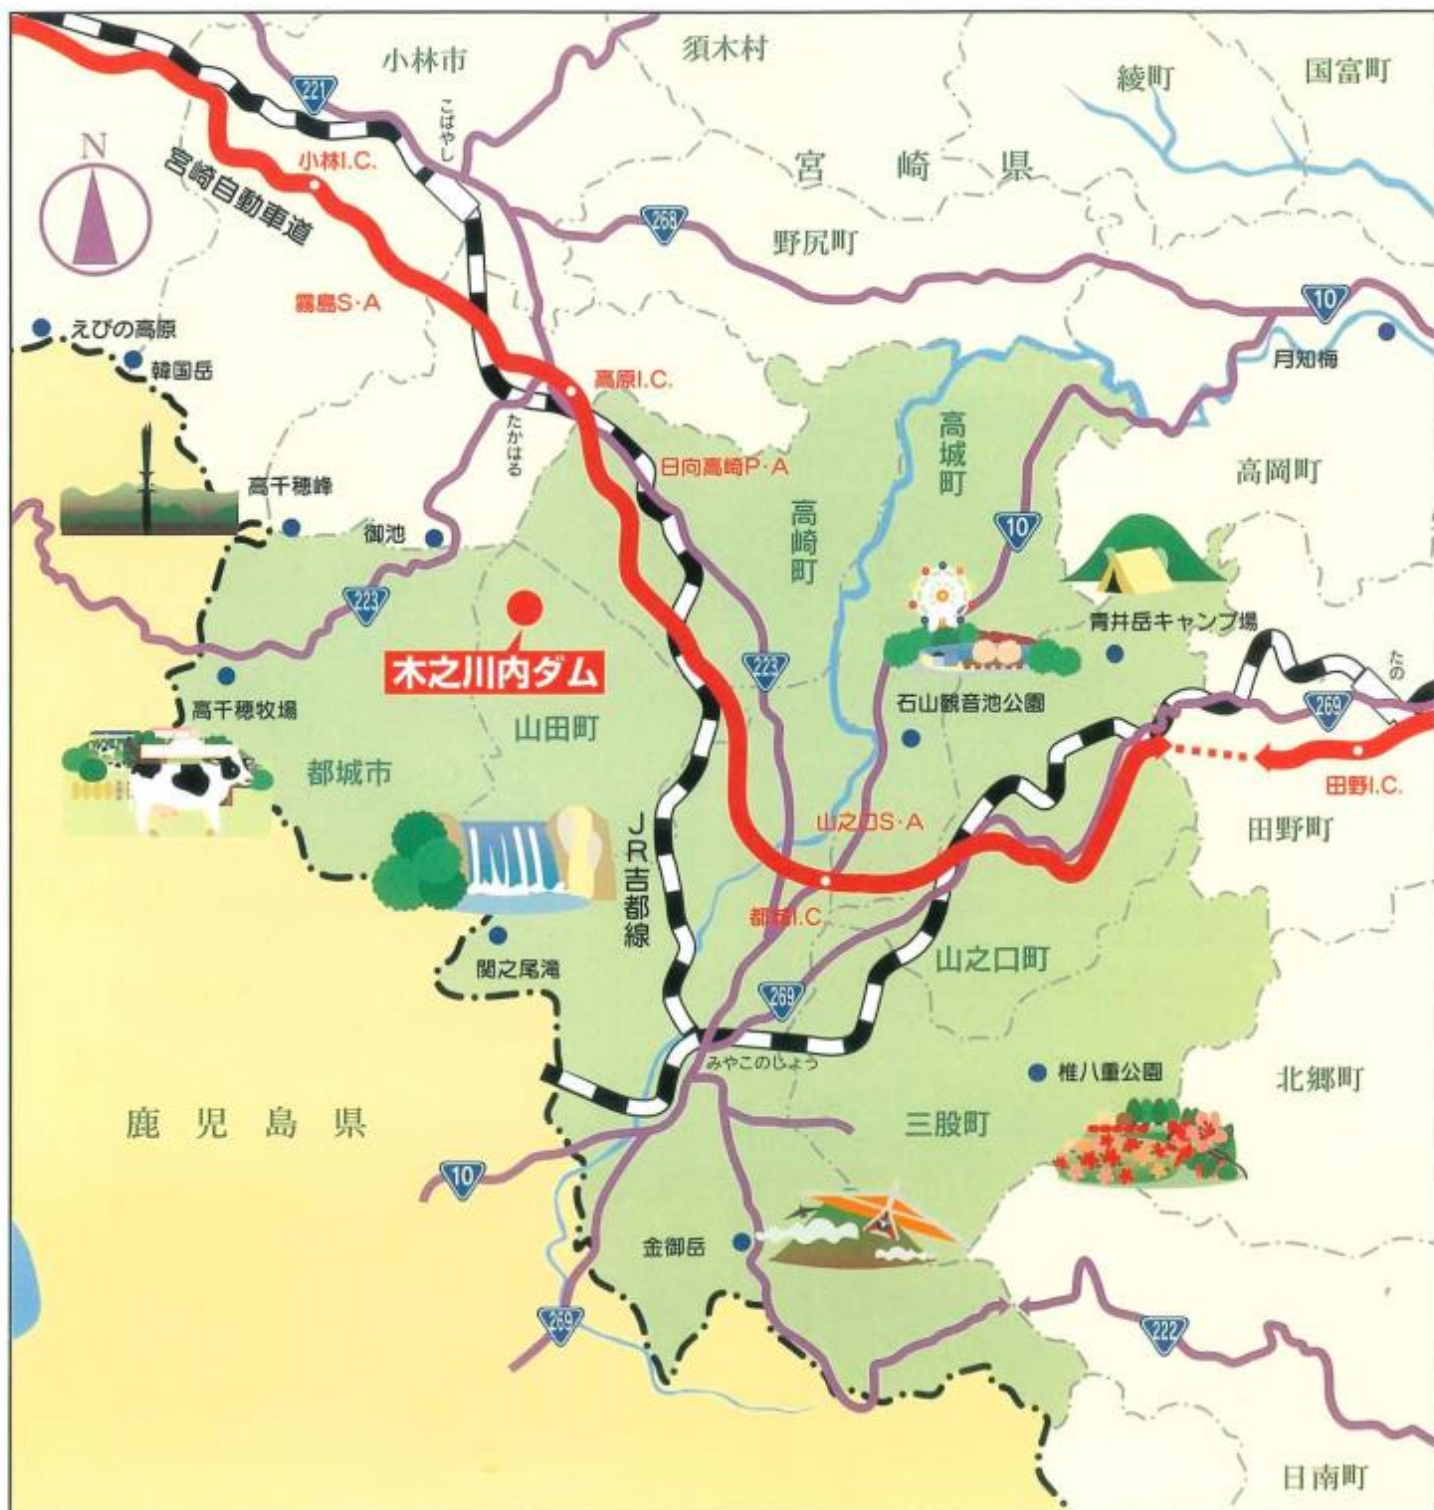 小林市
須木村
綾町
国富町
221
こばやし
N
小林I.C.
宮崎自動車道
宮崎県
268
野尻町
霧島S・A
10
えびの高原
韓国岳
月知梅
高原I.C.
たかはる
日向高崎P・A
高城町
高岡町
高千穂峰
御池
高崎町
10
223
木之川内ダム
青井岳キャンプ場
たの
223
高千穂牧場
山田町
石山観音池公園
269
都城市
田野I.C.
JR吉都線
山之口S・A
田野町
都城I.C.
関之尾滝
山之口町
269
みやこのじょう
椎八重公園
北郷町
鹿児島県
三股町
10
金御岳
269
222
日南町